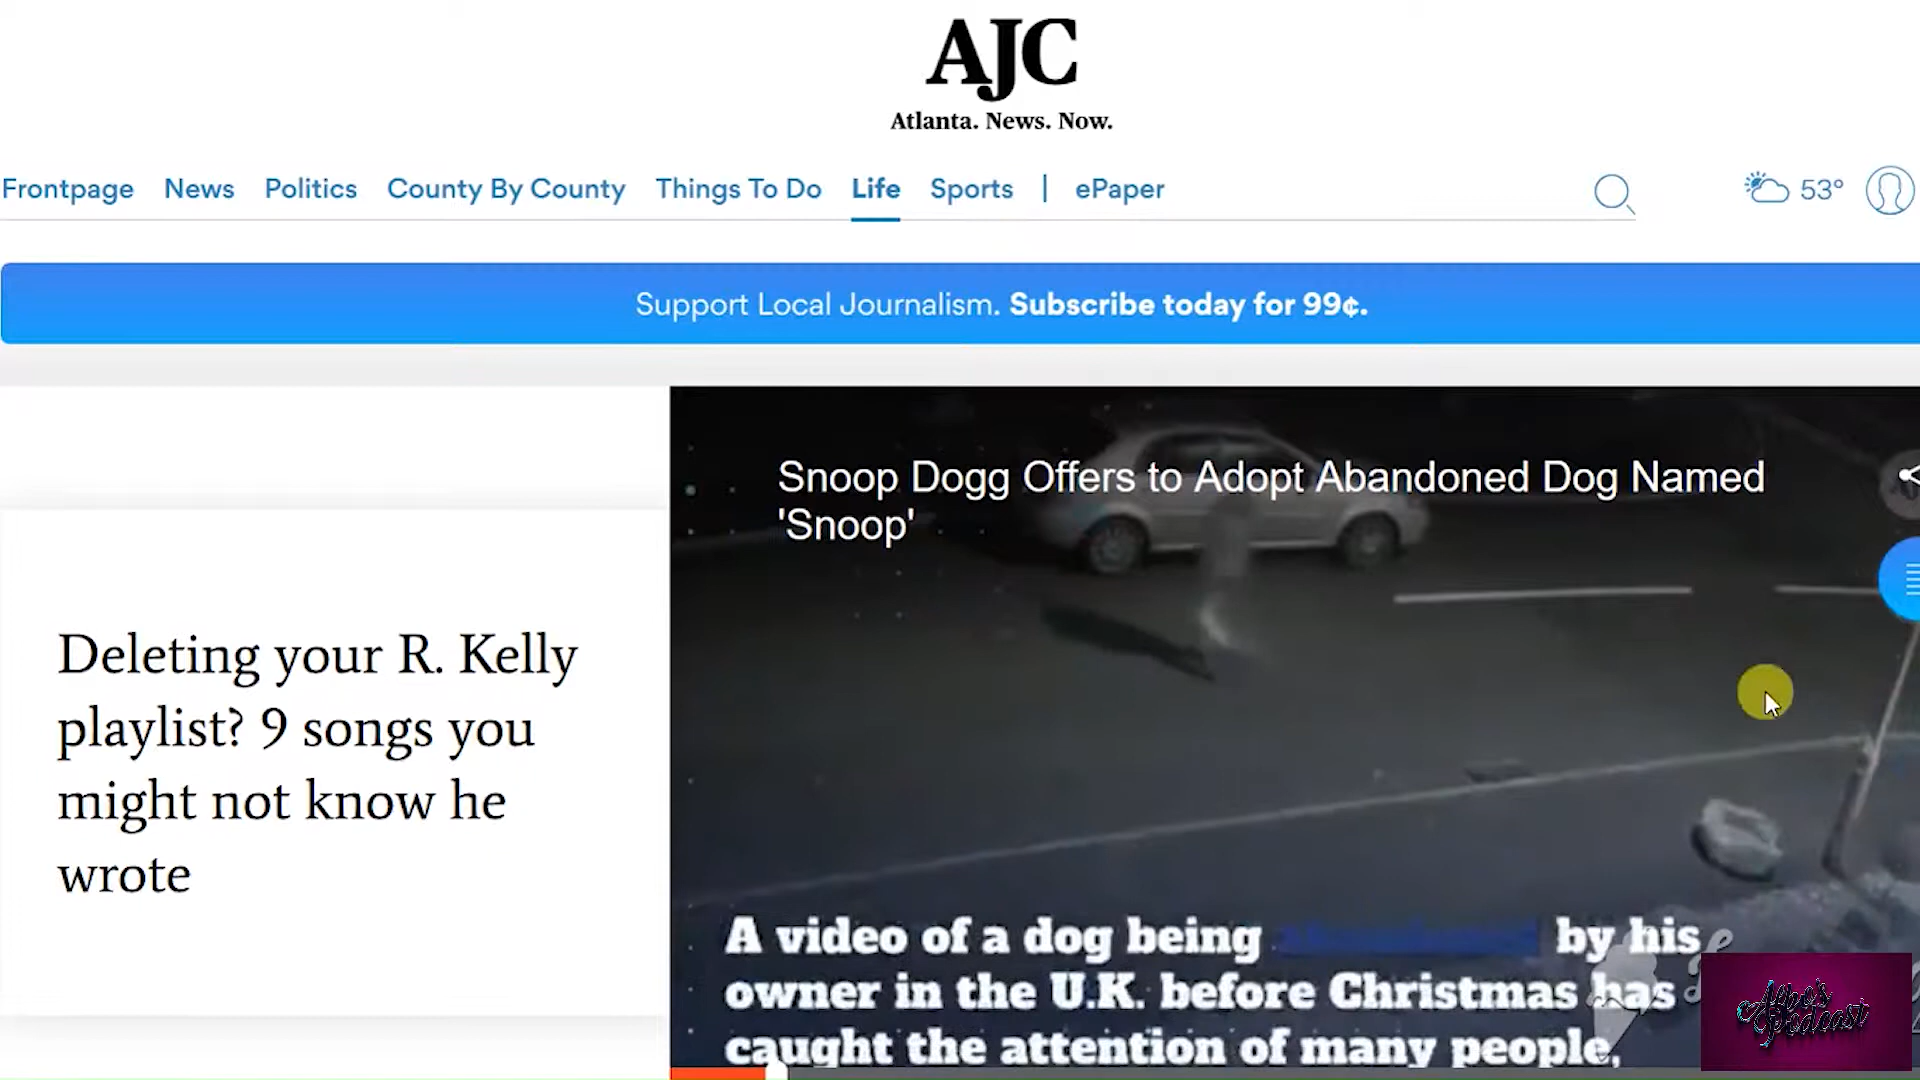 AJC
Atlanta. News. Now.
Frontpage News Politics County By County Things To Do Life Sports | ePaper
53°
Support Local Journalism. Subscribe today for 99¢.
Snoop Dogg Offers to Adopt Abandoned Dog Named
'Snoop'
Deleting your R. Kelly
playlist? 9 songs you
might not know he
wrote
A video of a dog being by his
owner in the U.K. before Christmas has
caught the attention of many people,
Podcast